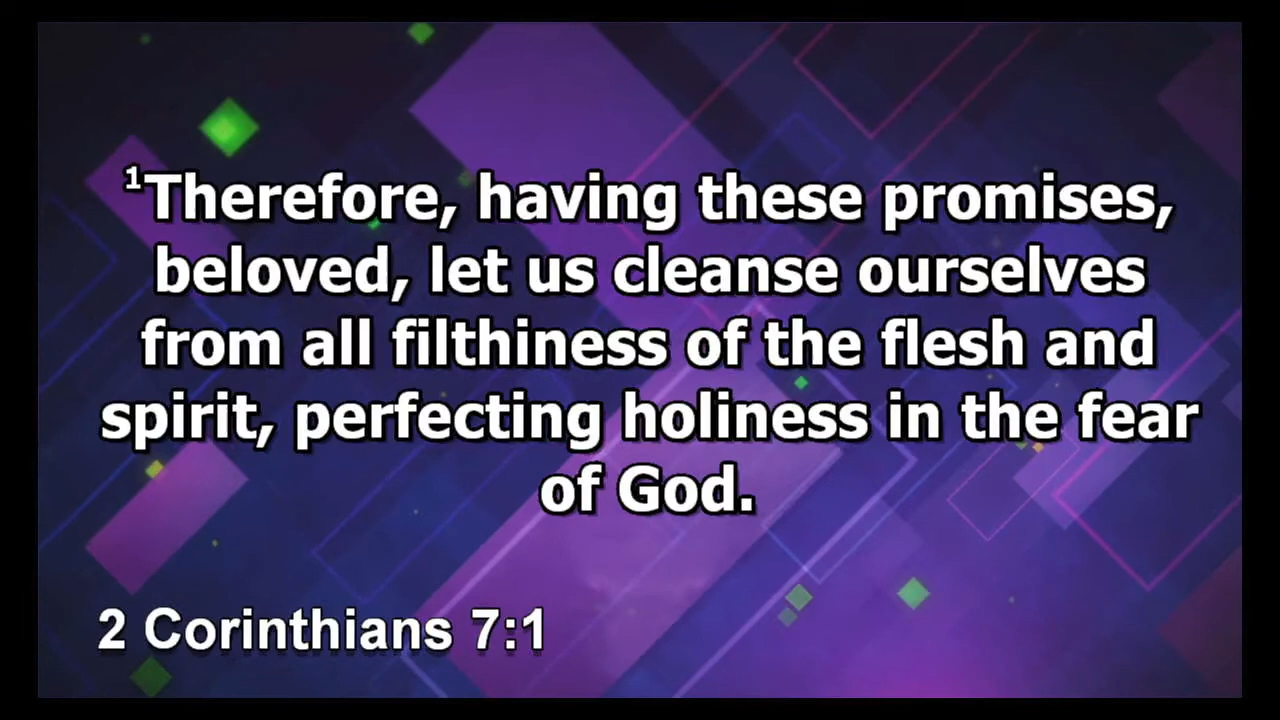 ¹Therefore, having these promises,
beloved, let us cleanse ourselves
from all filthiness of the flesh and
spirit, perfecting holiness in the fear
of God.
2 Corinthians 7:1